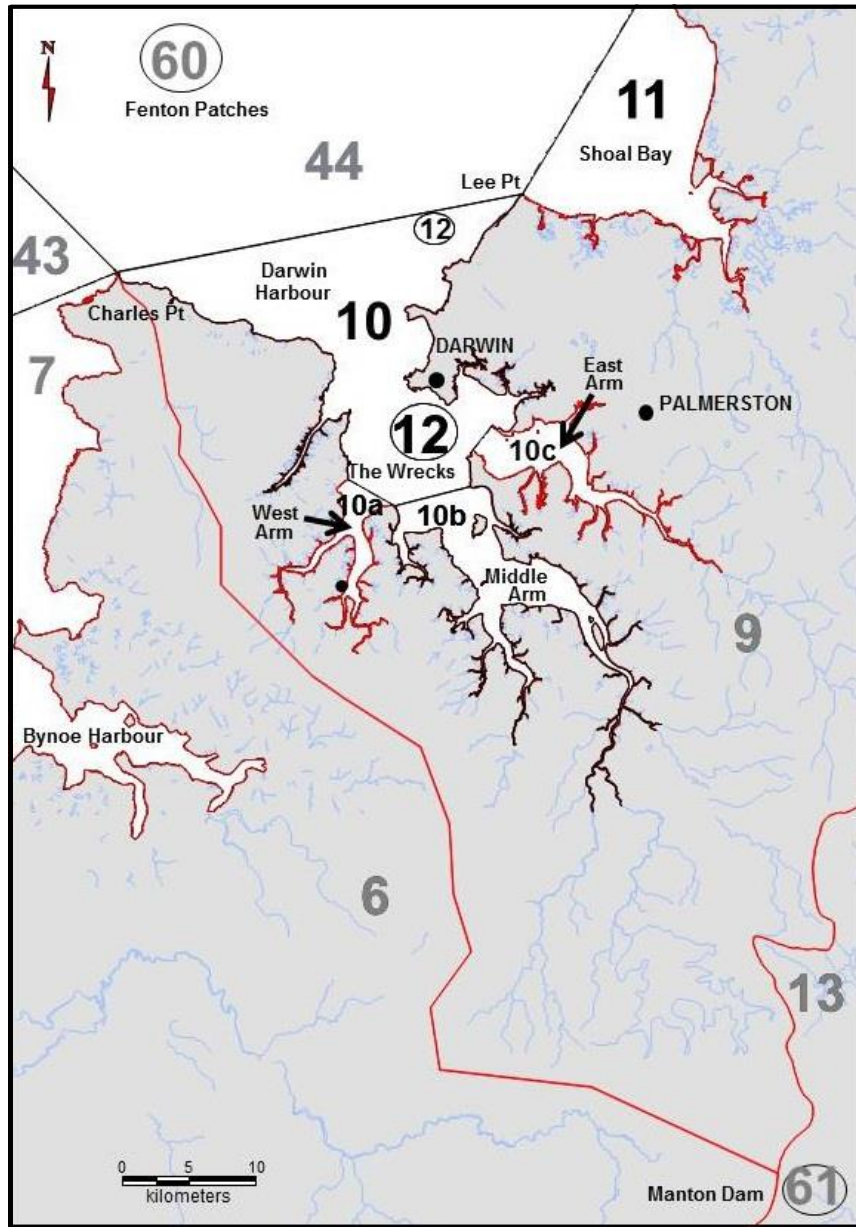 N
60
Fenton Patches
11
Shoal Bay
44
Lee Pt
12
43
Darwin
Harbour
Charles Pt
10
7
DARWIN
East
Arm
PALMERSTON
12
10c
The Wrecks
10a
West
Arm
10b
Middle
Arm
9
Bynoe Harbour
6
13
0 5 10
kilometers
Manton Dam
61